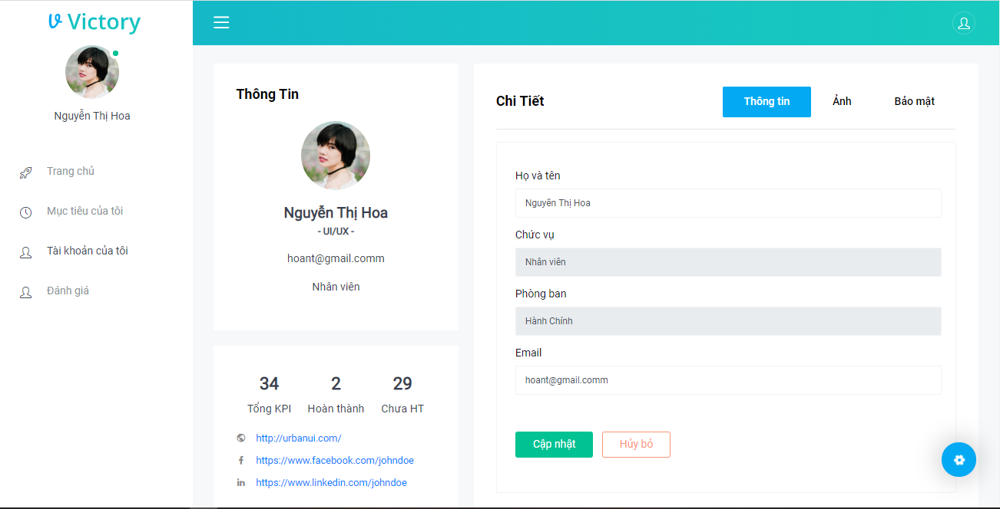 Victory
Nguyễn Thị Hoa
Trang chủ
Mục tiêu của tôi
Tài khoản của tôi
Đánh giá
Thông Tin
Nguyễn Thị Hoa
- UI/UX -
hoant@gmail.comm
Nhân viên
34 2 29
Tổng KPI Hoàn thành Chưa HT
http://urbanui.com/
https://www.facebook.com/johndoe
https://www.linkedin.com/johndoe
Chi Tiết Thông tin Ảnh Bảo mật
Họ và tên
Nguyên Thị Hoa
Chức vụ
Nhân viên
Phòng ban
Hành Chính
Email
hoant@gmail.comm
Cập nhật Hủy bỏ